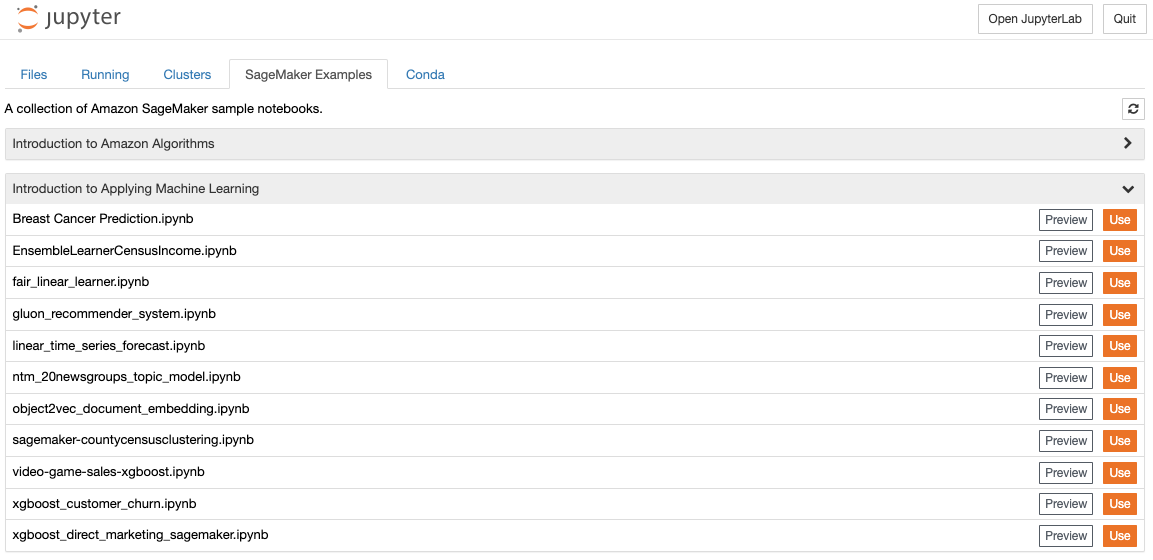 jupyter Open JupyterLab Quit
Files Running Clusters SageMaker Examples Conda
A collection of Amazon SageMaker sample notebooks.
Introduction to Amazon Algorithms
Introduction to Applying Machine Learning
Breast Cancer Prediction.ipynb Preview Use
EnsembleLearnerCensusIncome.ipynb Preview Use
fair_linear_learner.ipynb Preview Use
gluon_recommender_system.ipynb Preview Use
linear_time_series_forecast.ipynb Preview Use
ntm_20newsgroups_topic_model.ipynb Preview Use
object2vec_document_embedding.ipynb Preview Use
sagemaker-countycensusclustering.ipynb Preview Use
video-game-sales-xgboost.ipynb Preview Use
xgboost_customer_churn.ipynb Preview Use
xgboost_direct_marketing_sagemaker.ipynb Preview Use